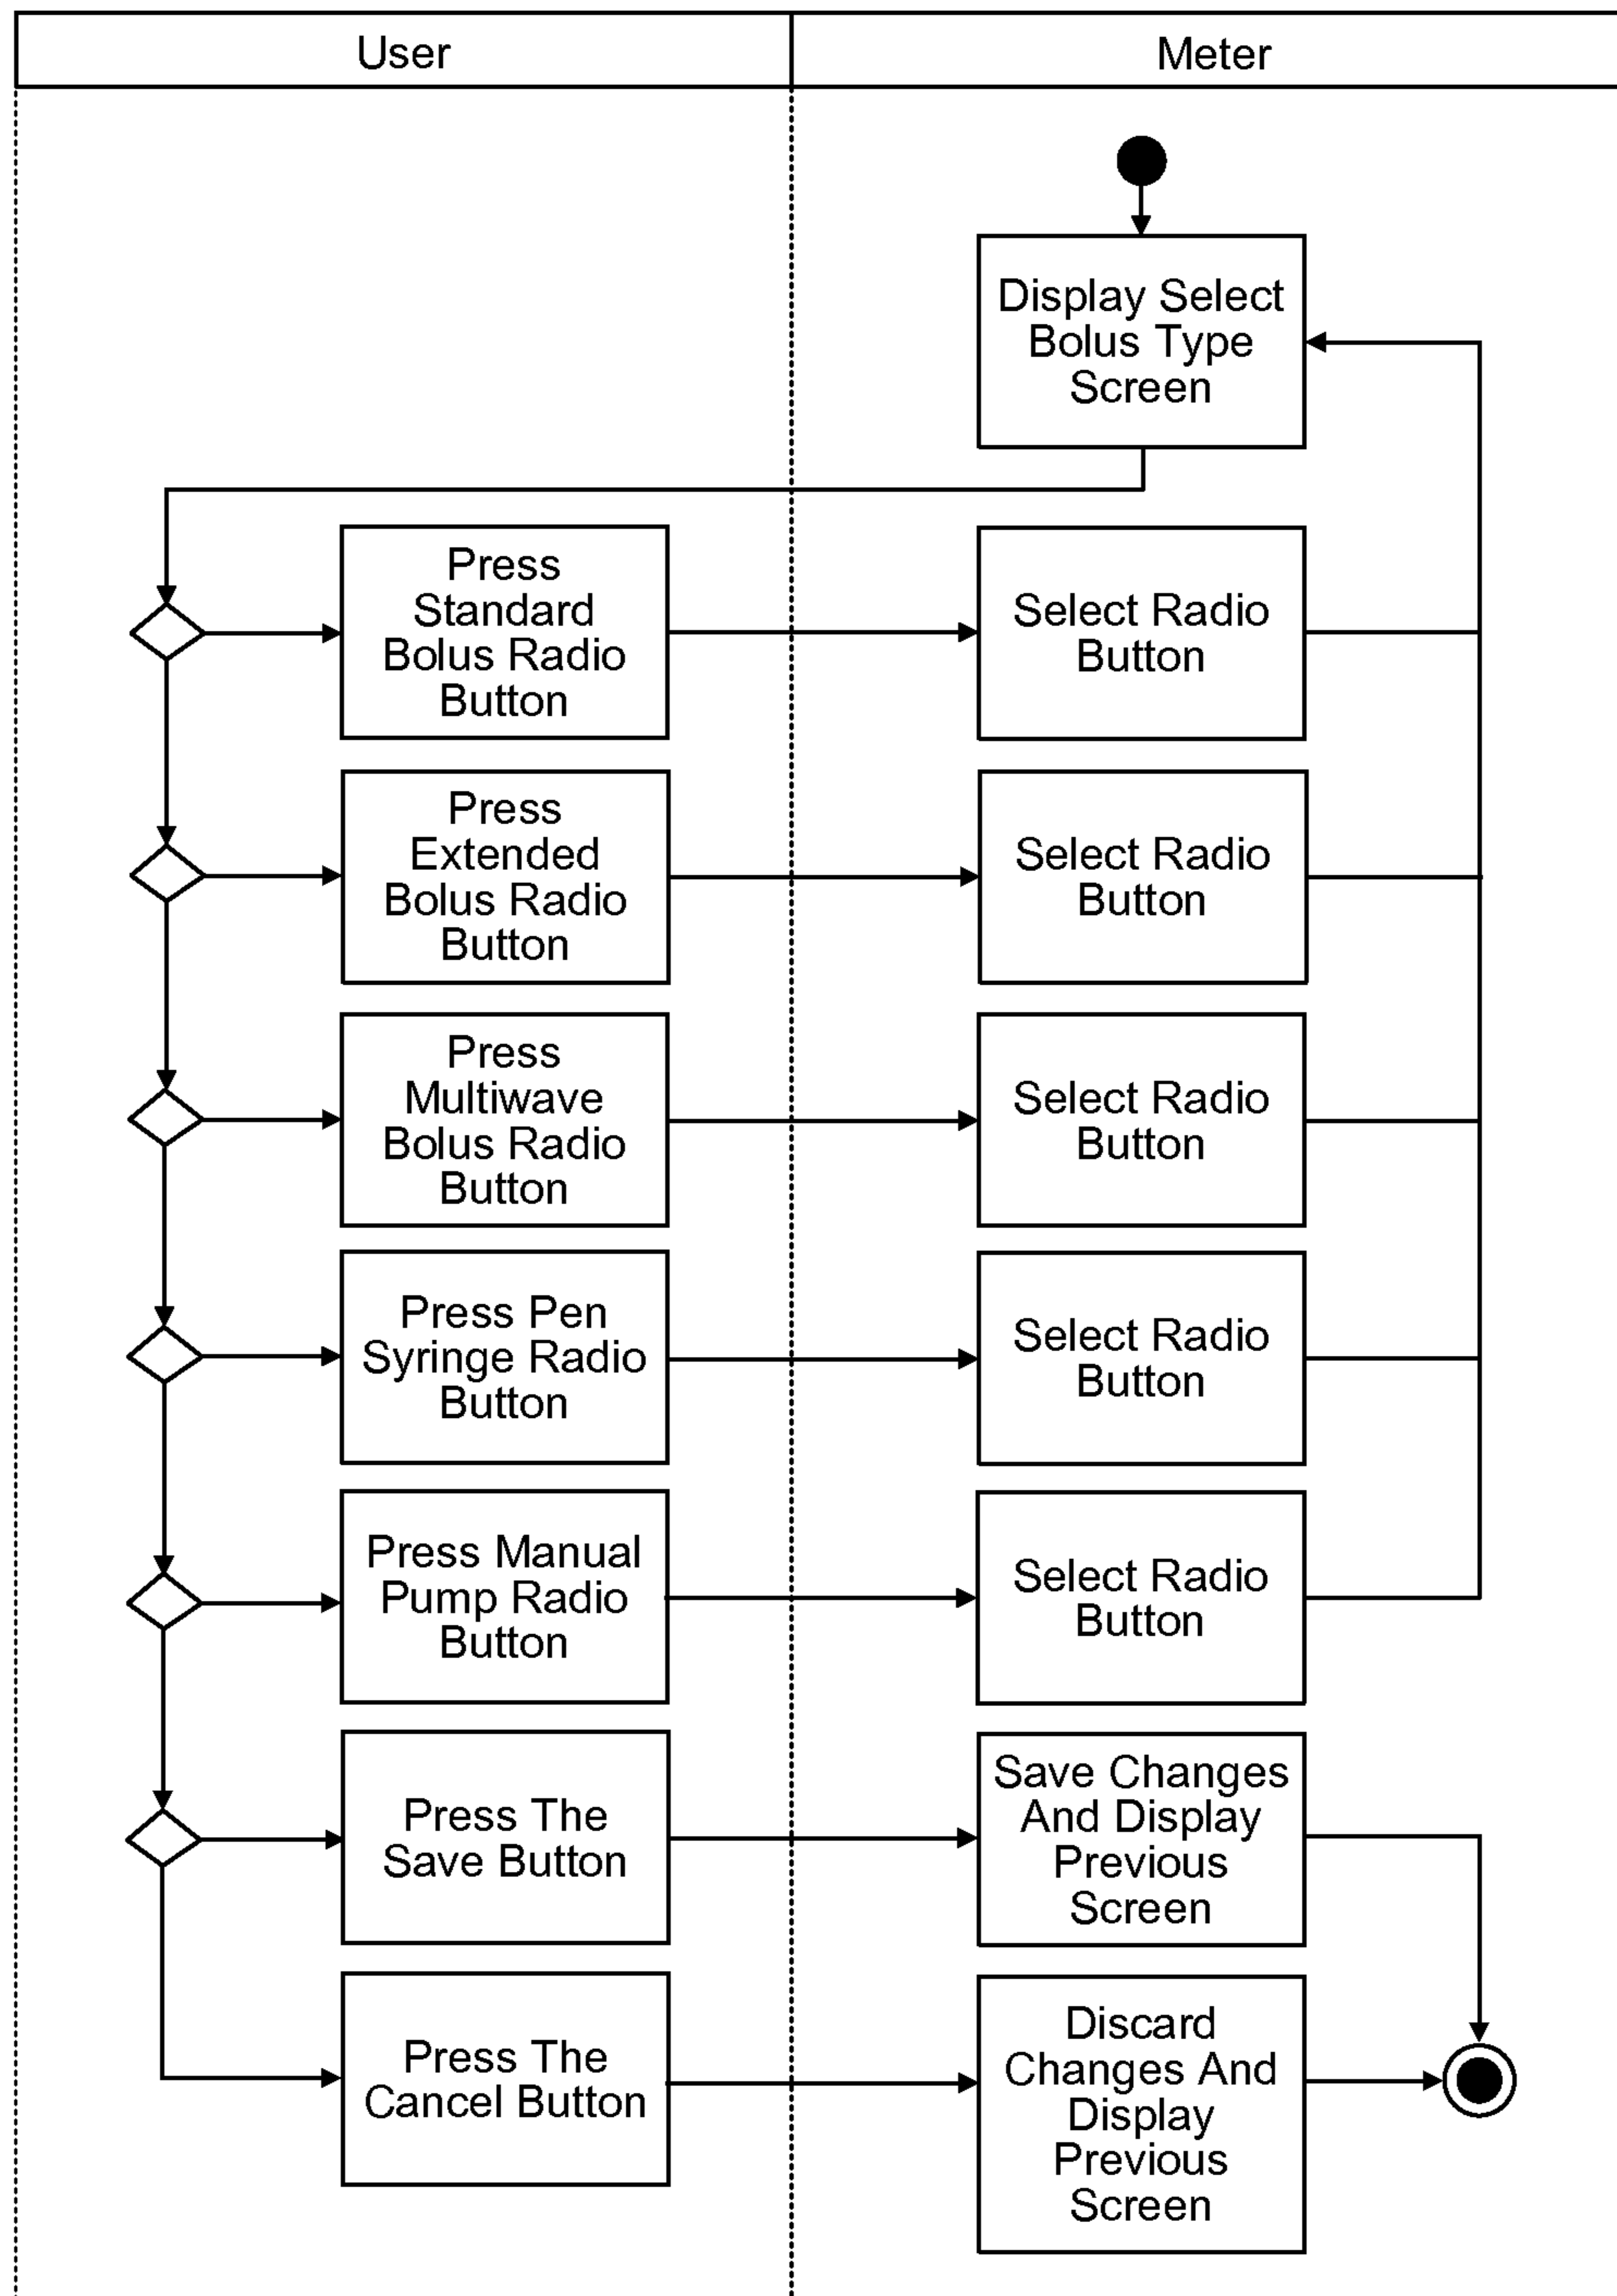 User
Meter
Display Select
Bolus Type
Screen
Press
Standard
Bolus Radio
Button
Select Radio
Button
Press
Extended
Bolus Radio
Button
Select Radio
Button
Press
Multiwave
Bolus Radio
Button
Select Radio
Button
Press Pen
Syringe Radio
Button
Select Radio
Button
Press Manual
Pump Radio
Button
Select Radio
Button
Press The
Save Button
Save Changes
And Display
Previous
Screen
Press The
Cancel Button
Discard
Changes And
Display
Previous
Screen